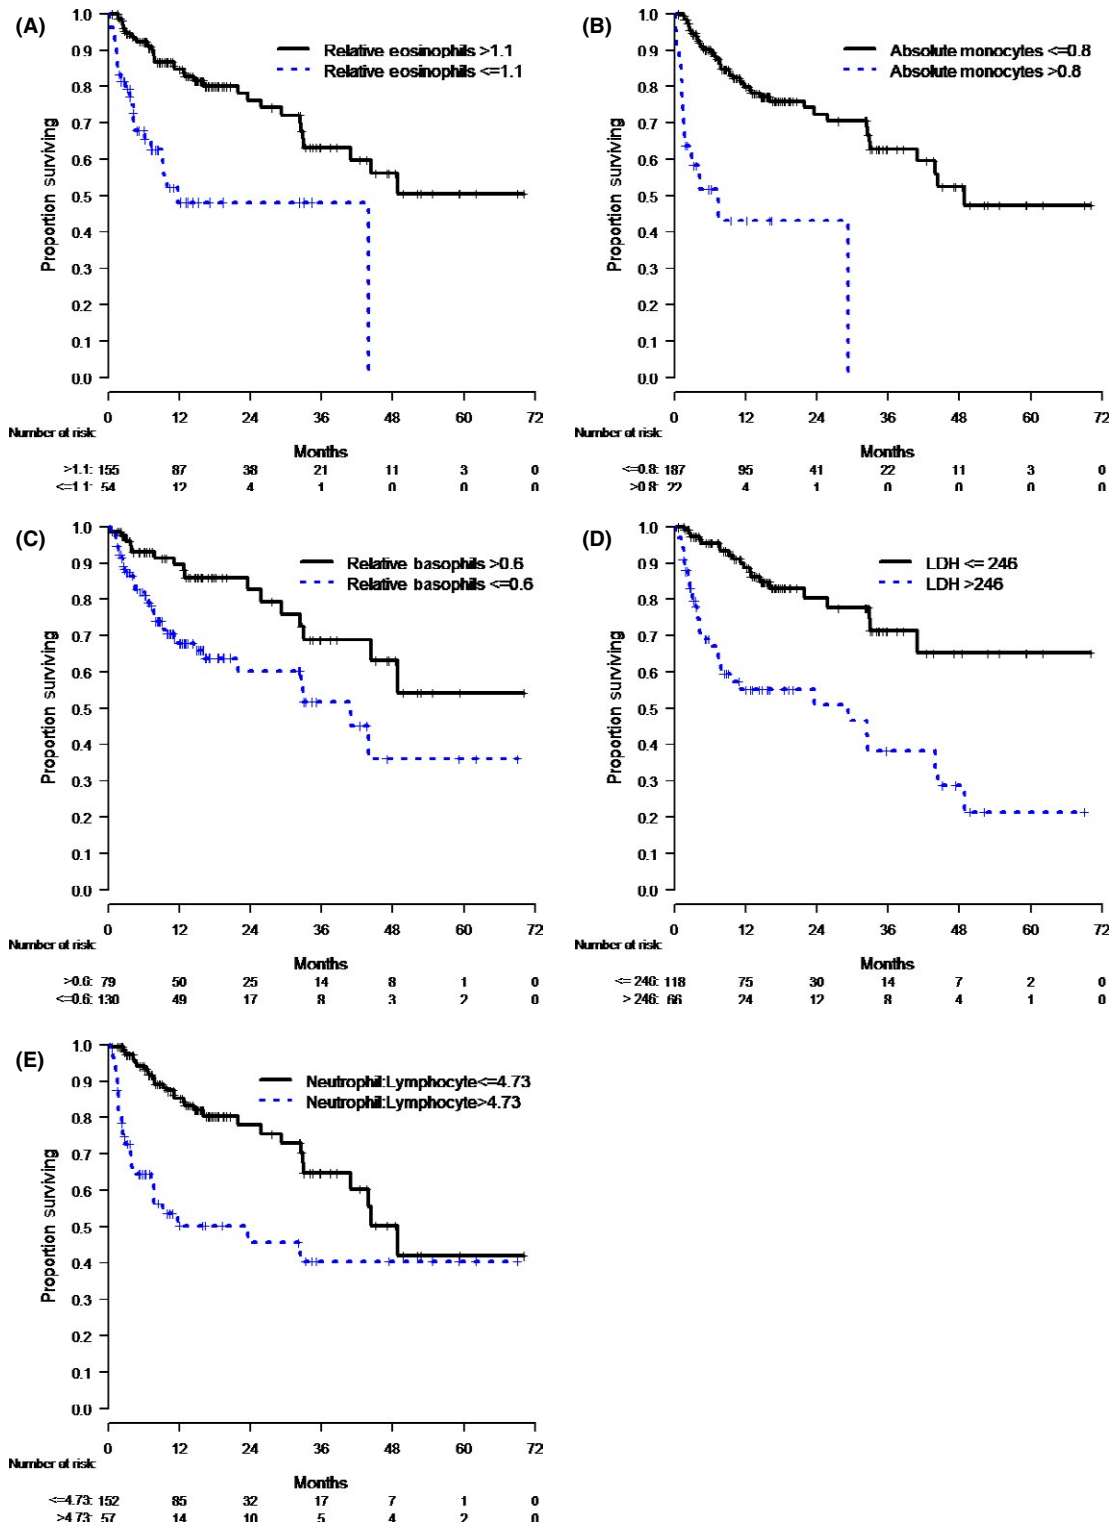 (A)
Relative eosinophils >1.1
Relative eosinophils <=1.1
Proportion surviving
1.0
0.9
0.8
0.7
0.6
0.5
0.4
0.3
0.2
0.1
0.0
0 12 24 36 48 60 72
Number at risk:
Months
>1.1: 155 87 38 21 11 3 0
<=1.1: 54 12 4 1 0 0 0
(B)
Absolute monocytes <=0.8
Absolute monocytes >0.8
Proportion surviving
1.0
0.9
0.8
0.7
0.6
0.5
0.4
0.3
0.2
0.1
0.0
0 12 24 36 48 60 72
Number at risk:
Months
<=0.8: 187 95 41 22 11 3 0
>0.8: 22 4 1 0 0 0 0
(C)
Relative basophils >0.6
Relative basophils <=0.6
Proportion surviving
1.0
0.9
0.8
0.7
0.6
0.5
0.4
0.3
0.2
0.1
0.0
0 12 24 36 48 60 72
Number at risk:
Months
>0.6: 79 50 25 14 8 1 0
<=0.6: 130 49 17 8 3 2 0
(D)
LDH <= 246
LDH >246
Proportion surviving
1.0
0.9
0.8
0.7
0.6
0.5
0.4
0.3
0.2
0.1
0.0
0 12 24 36 48 60 72
Number at risk:
Months
<= 246: 118 75 30 14 7 2 0
> 246: 66 24 12 8 4 1 0
(E)
Neutrophil:Lymphocyte<=4.73
Neutrophil:Lymphocyte>4.73
Proportion surviving
1.0
0.9
0.8
0.7
0.6
0.5
0.4
0.3
0.2
0.1
0.0
0 12 24 36 48 60 72
Number at risk:
Months
<=4.73: 152 85 32 17 7 1 0
>4.73: 57 14 10 5 4 2 0